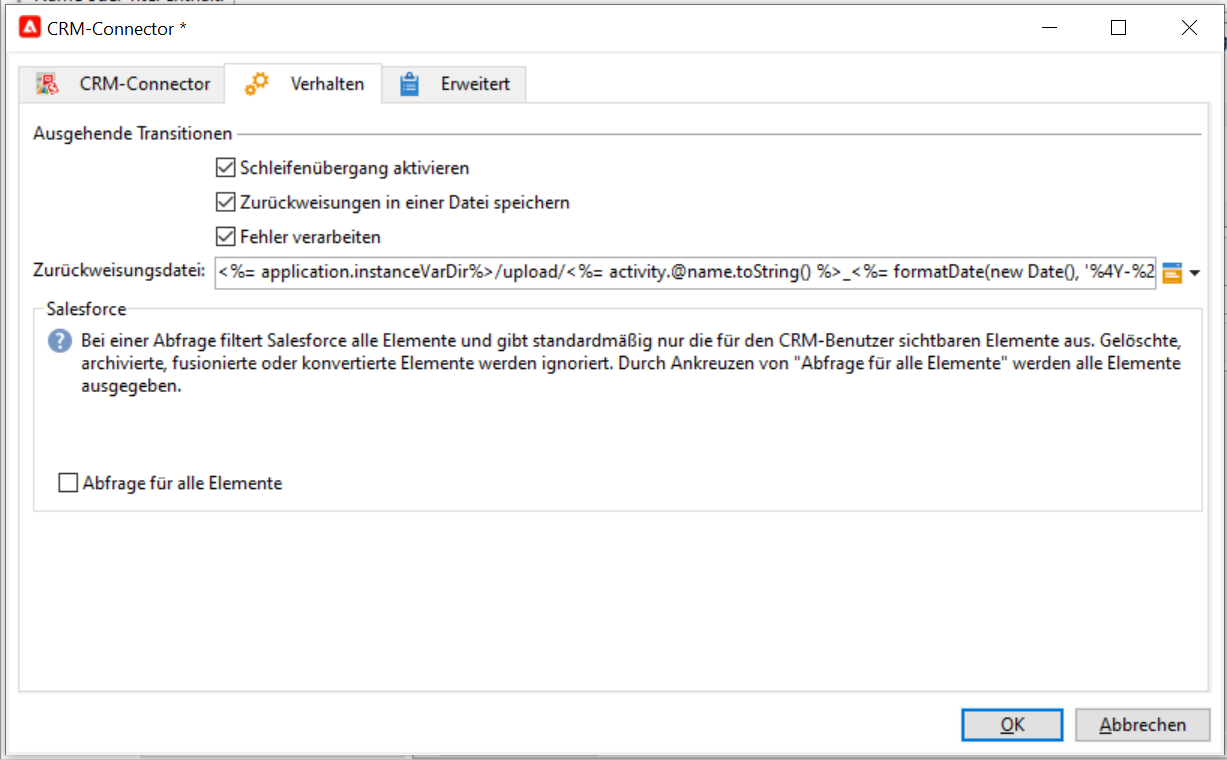 CRM-Connector *
CRM-Connector
Verhalten
Erweitert
Ausgehende Transitionen
Schleifenübergang aktivieren
Zurückweisungen in einer Datei speichern
Fehler verarbeiten
Zurückweisungsdatei: <%= application.instanceVarDir%>/upload/<%= activity.@name.toString() %>_<%= formatDate(new Date(), '%4Y-%2
Salesforce
Bei einer Abfrage filtert Salesforce alle Elemente und gibt standardmäßig nur die für den CRM-Benutzer sichtbaren Elemente aus. Gelöschte,
archivierte, fusionierte oder konvertierte Elemente werden ignoriert. Durch Ankreuzen von "Abfrage für alle Elemente" werden alle Elemente
ausgegeben.
Abfrage für alle Elemente
OK
Abbrechen